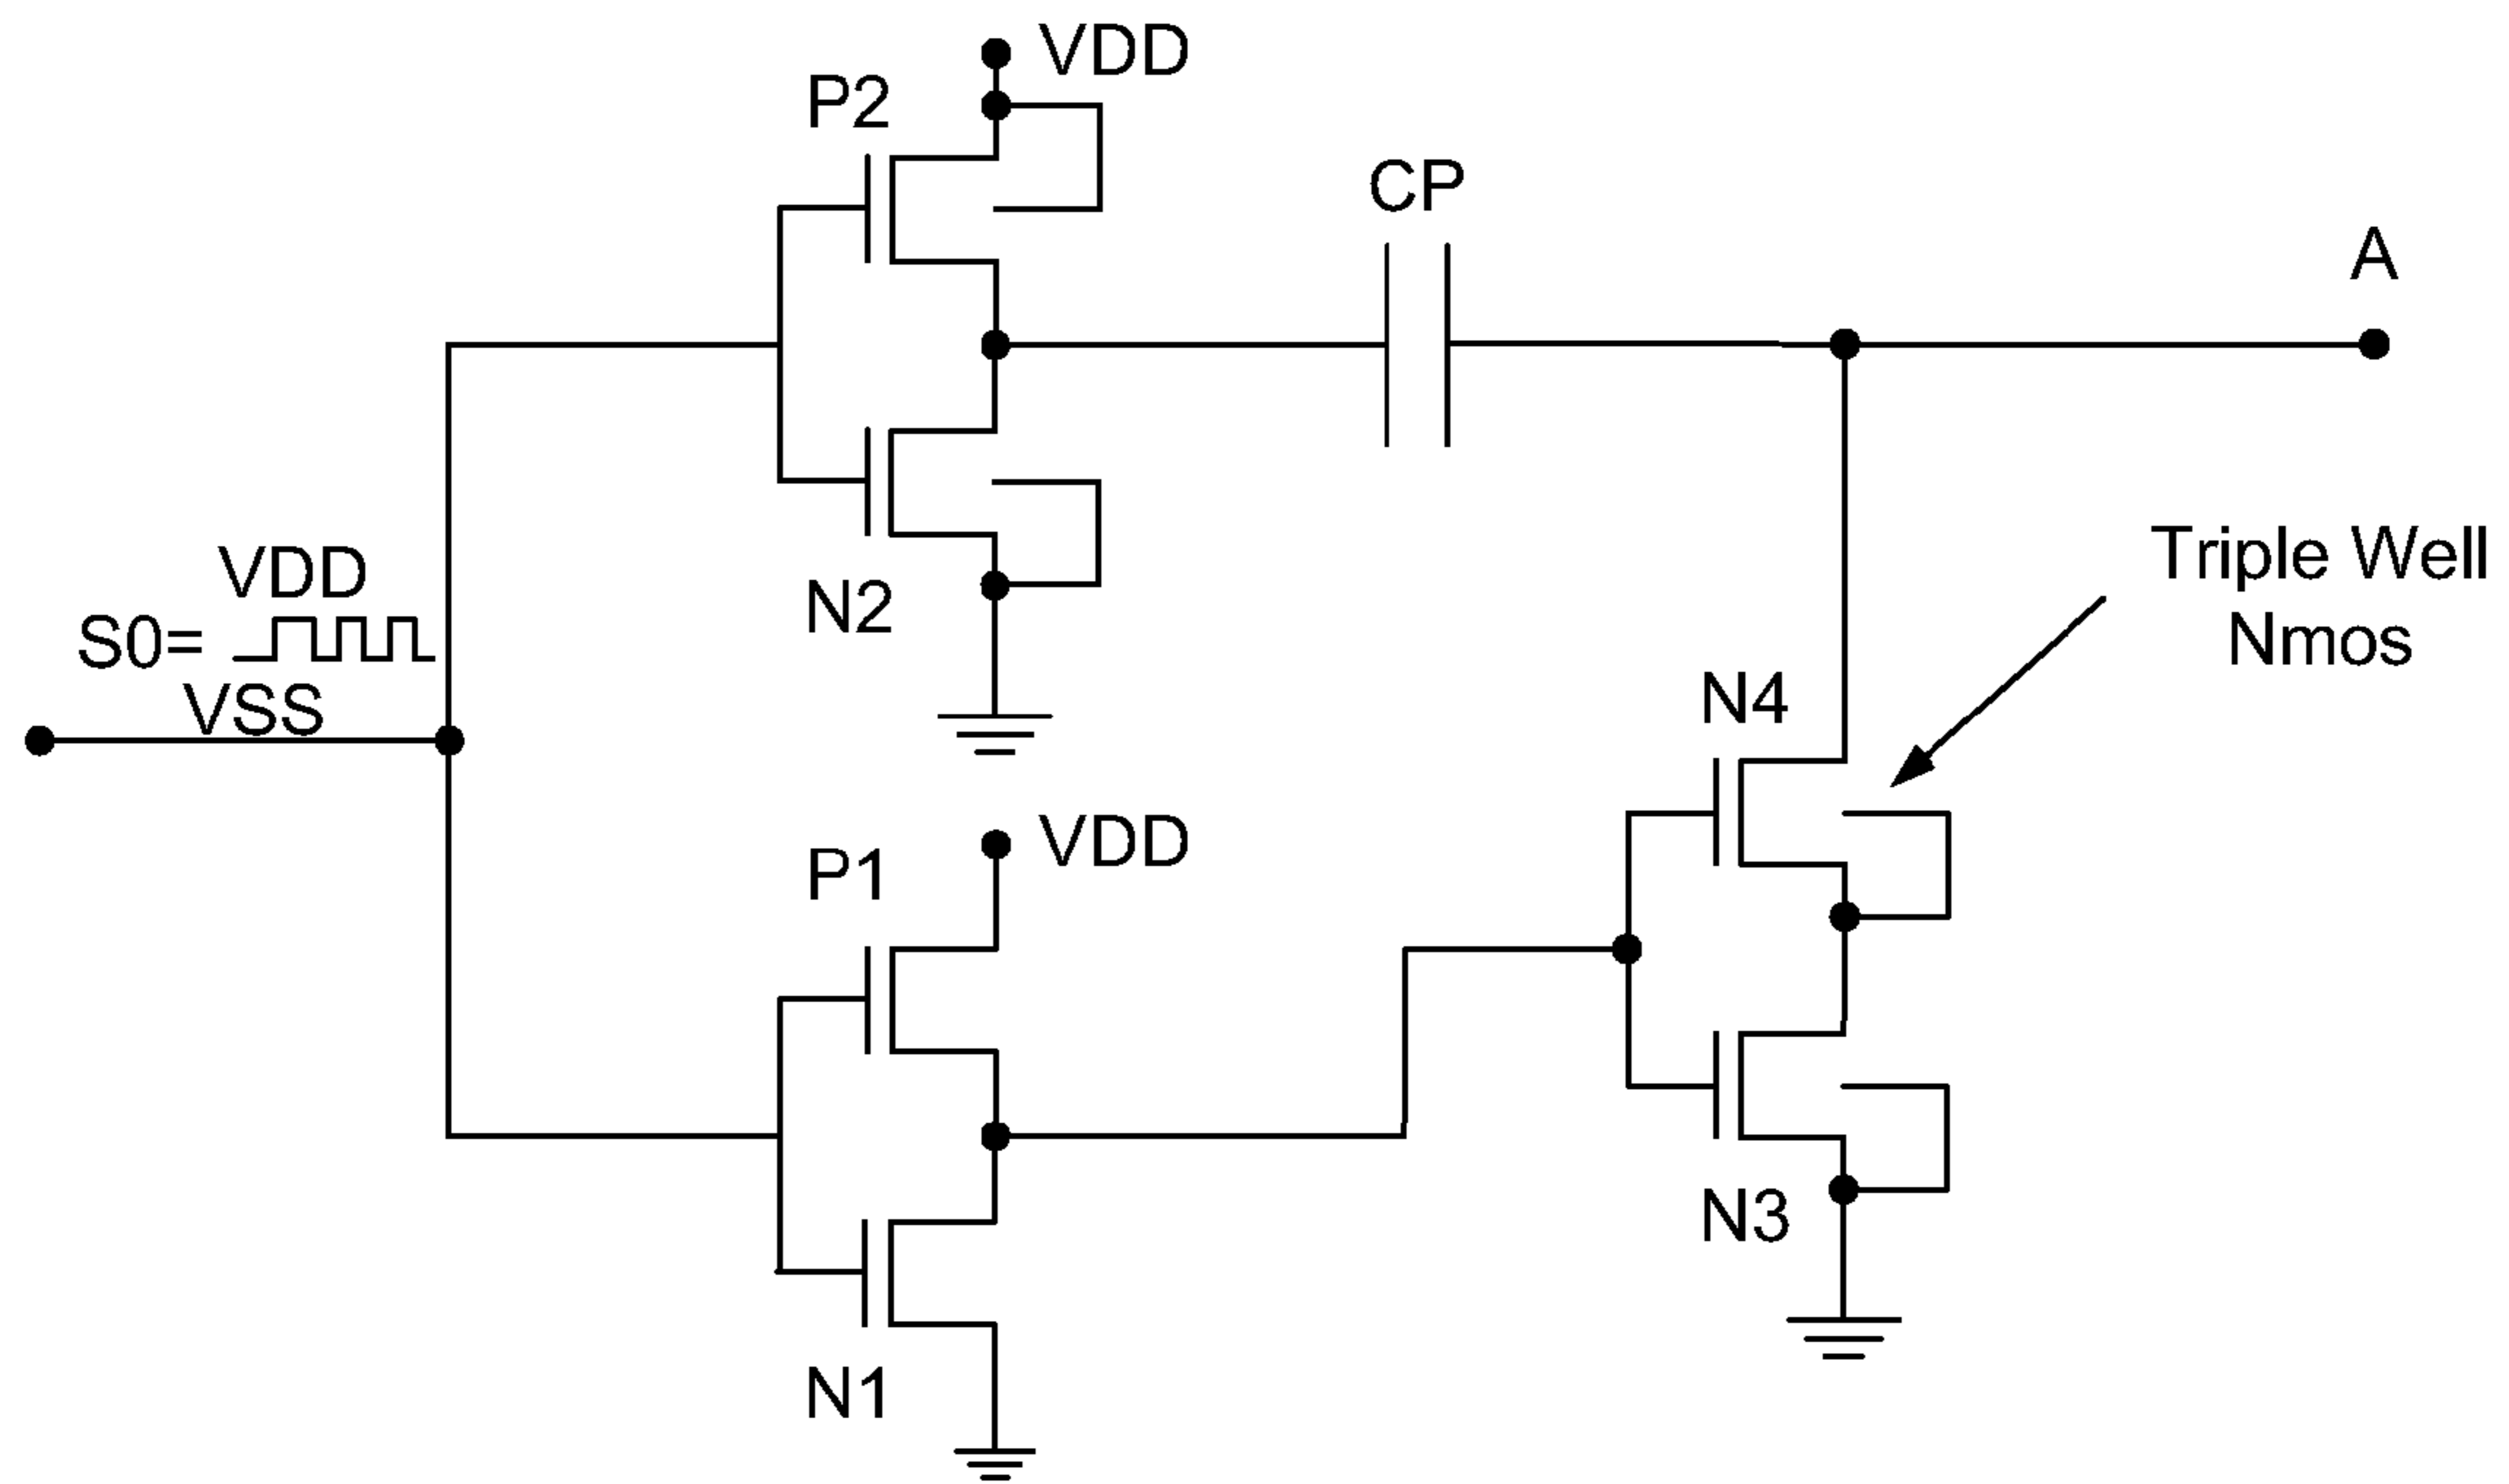 VDD
P2
CP
A
N2
VDD
S0=
VSS
Triple Well
Nmos
N4
VDD
P1
N3
N1